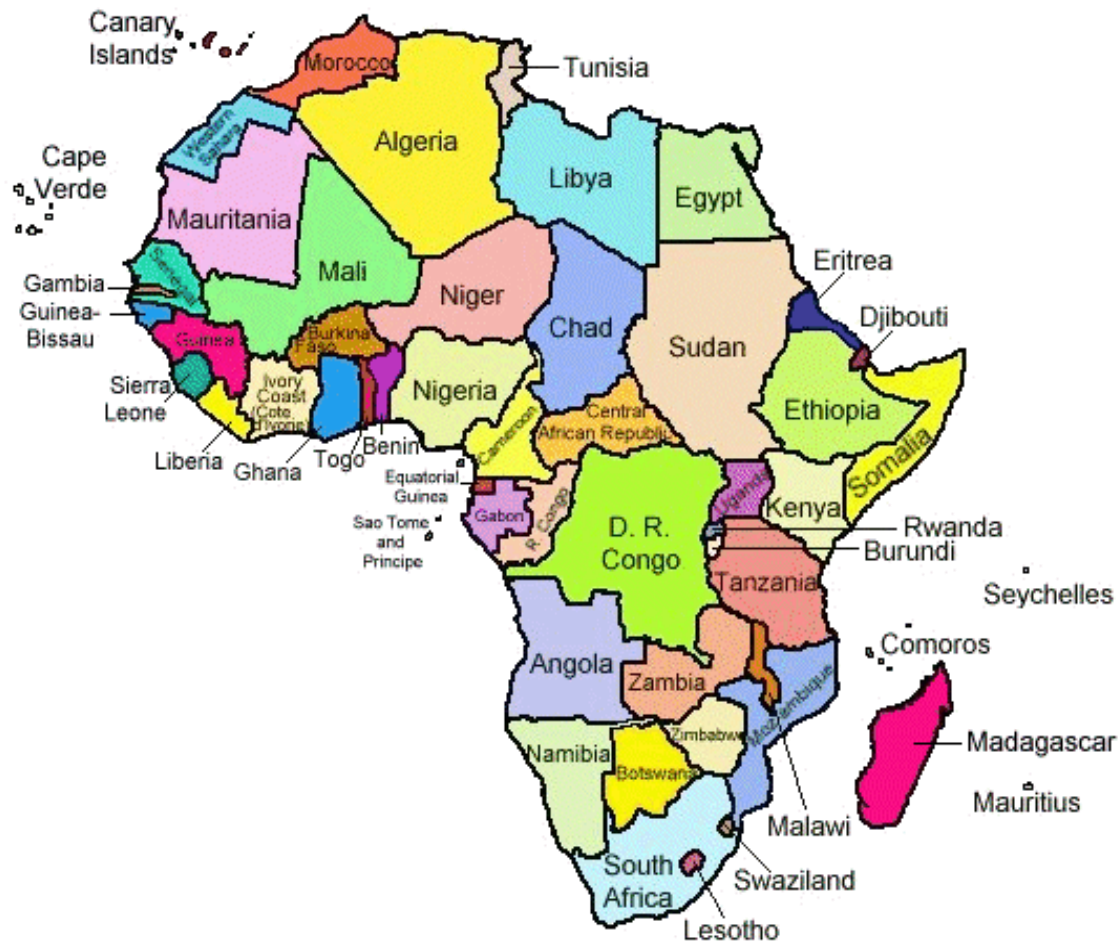 Canary
Islands
Morocco
Tunisia
Algeria
Western
Sahara
Libya
Egypt
Cape
Verde
Mauritania
Mali
Niger
Chad
Sudan
Eritrea
Djibouti
Senegal
Gambia
Guinea-
Bissau
Guinea
Burkina
Faso
Sierra
Leone
Ivory
Coast
(Cote
d'Ivorie)
Nigeria
Ethiopia
Somalia
Liberia
Ghana
Togo
Benin
Cameroon
Central
African Republic
Equatorial
Guinea
Gabon
R. Congo
Sao Tome
and
Principe
D. R.
Congo
Uganda
Kenya
Rwanda
Burundi
Tanzania
Seychelles
Comoros
Angola
Zambia
Mozambique
Zimbabwe
Namibia
Botswana
Madagascar
Mauritius
Malawi
South
Africa
Swaziland
Lesotho